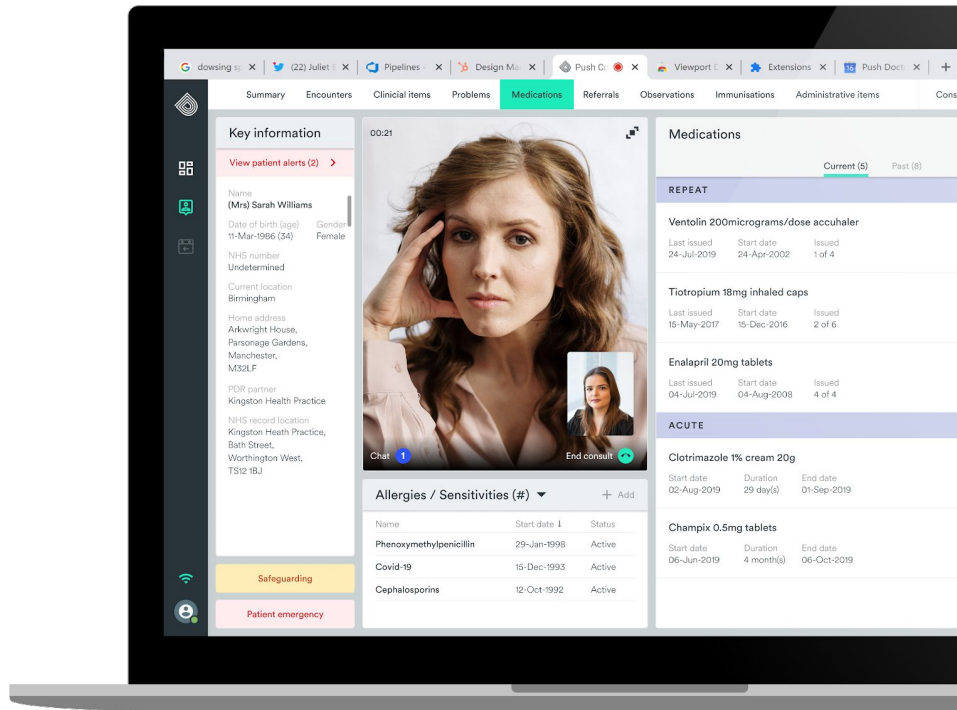 dowsing sp
(22) Juliet E
Pipelines -
Design Ma
Push Co
Viewport D
Extensions
16 Push Docto
Summary Encounters Clinicial items Problems Medications Referrals Observations Immunisations Administrative items Cons
Key information
View patient alerts (2)
Name
(Mrs) Sarah Williams
Date of birth (age) Gender
11-Mar-1986 (34) Female
NHS number
Undetermined
Current location
Birmingham
Home address
Arkwright House,
Parsonage Gardens,
Manchester,
M32LF
PDR partner
Kingston Health Practice
NHS record location
Kingston Heath Practice,
Bath Street,
Worthington West,
TS12 1BJ
Safeguarding
Patient emergency
00:21
Chat 1 End consult
Allergies / Sensitivities (#) + Add
Name Start date Status
Phenoxymethylpenicillin 29-Jan-1998 Active
Covid-19 15-Dec-1993 Active
Cephalosporins 12-Oct-1992 Active
Medications
Current (5) Past (8)
REPEAT
Ventolin 200micrograms/dose accuhaler
Last issued Start date Issued
24-Jul-2019 24-Apr-2002 1 of 4
Tiotropium 18mg inhaled caps
Last issued Start date Issued
15-May-2017 15-Dec-2016 2 of 6
Enalapril 20mg tablets
Last issued Start date Issued
04-Jul-2019 04-Aug-2008 4 of 4
ACUTE
Clotrimazole 1% cream 20g
Start date Duration End date
02-Aug-2019 29 day(s) 01-Sep-2019
Champix 0.5mg tablets
Start date Duration End date
06-Jun-2019 4 month(s) 06-Oct-2019